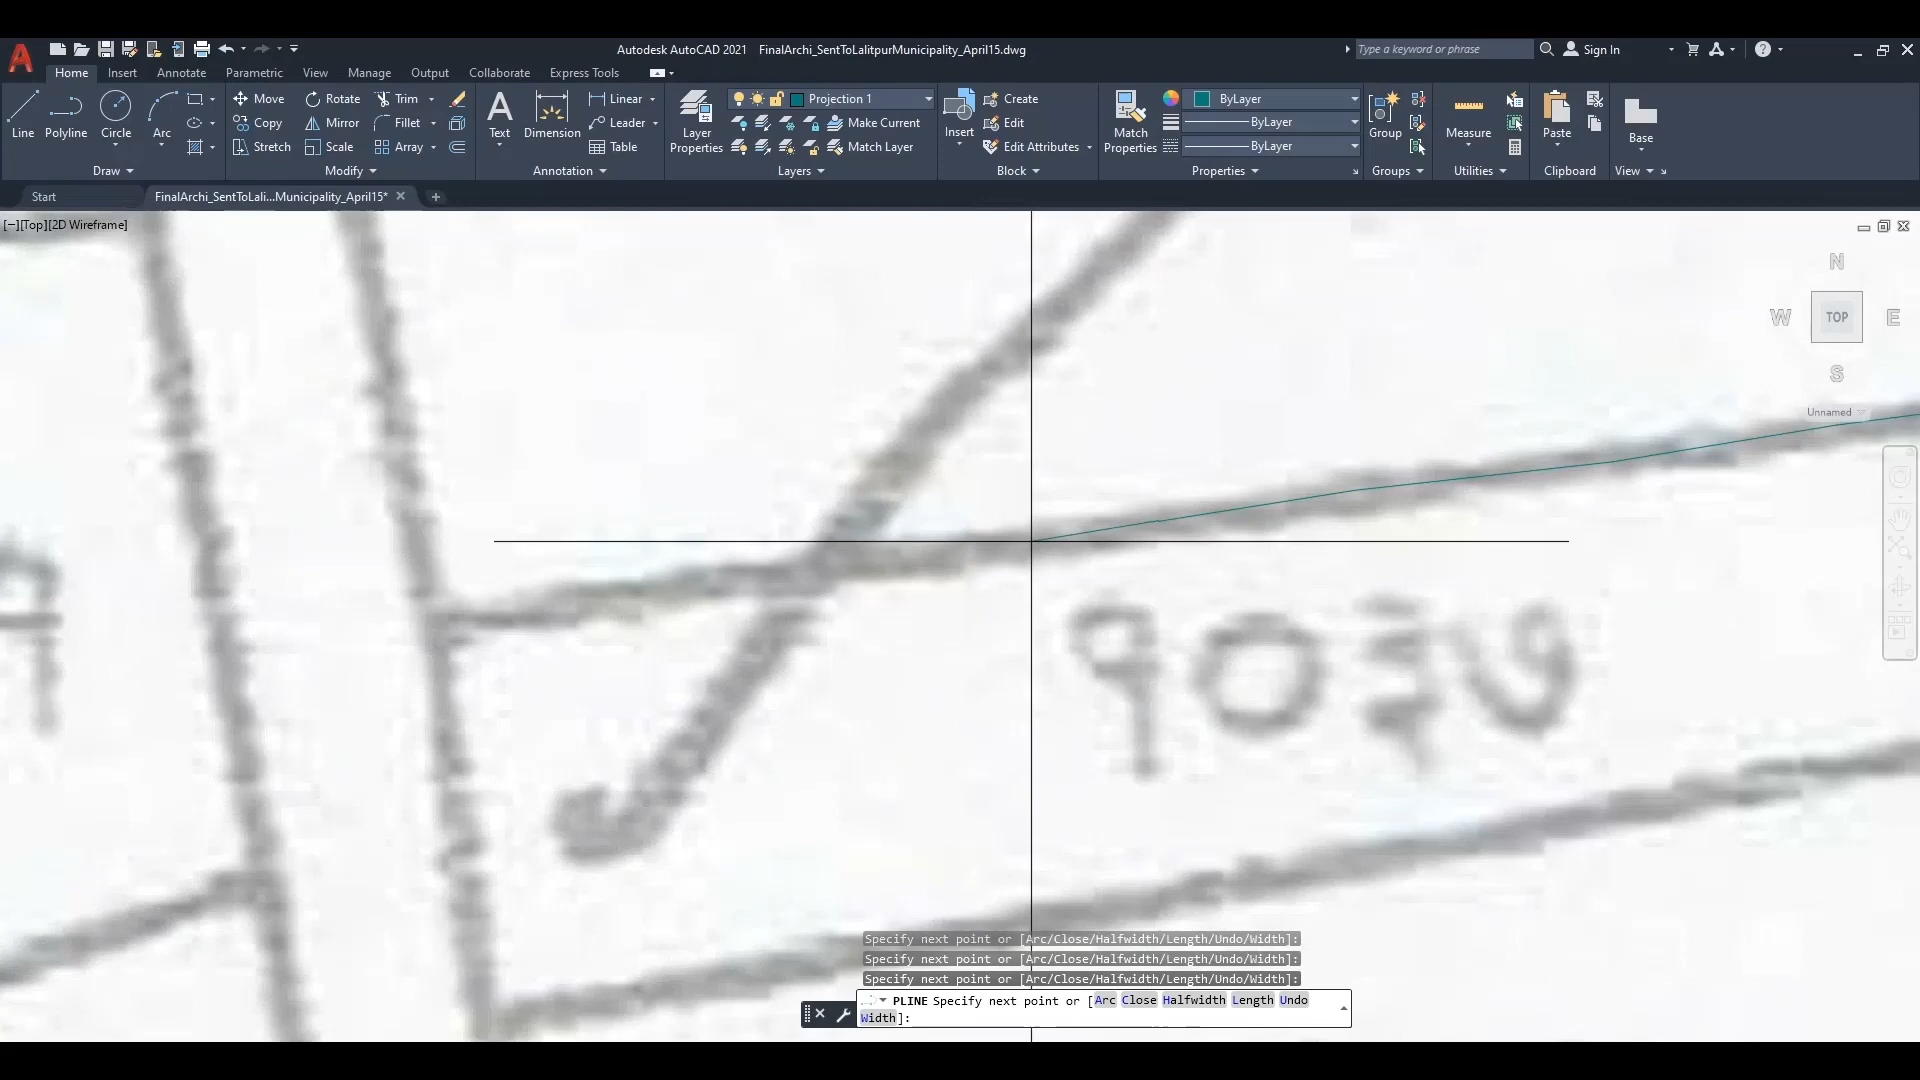 Autodesk AutoCAD 2021 FinalArchi_SentToLalitpurMunicipality_April15.dwg
Type a keyword or phrase
Sign In
Home Insert Annotate Parametric View Manage Output Collaborate Express Tools
Line Polyline Circle Arc
Move Rotate Trim
Copy Mirror Fillet
Stretch Scale Array
Text Dimension
Linear
Leader
Table
Layer Properties
Projection 1
Make Current
Match Layer
Insert
Create
Edit
Edit Attributes
Match Properties
ByLayer
ByLayer
ByLayer
Group
Measure
Paste
Base
Draw Modify Annotation Layers Block Properties Groups Utilities Clipboard View
Start FinalArchi_SentToLali...Municipality_April15*
[−][Top][2D Wireframe]
N
W TOP E
S
Unnamed
१०३७
Specify next point or [Arc/Close/Halfwidth/Length/Undo/Width]:
Specify next point or [Arc/Close/Halfwidth/Length/Undo/Width]:
Specify next point or [Arc/Close/Halfwidth/Length/Undo/Width]:
PLINE Specify next point or [Arc Close Halfwidth Length Undo
Width]: